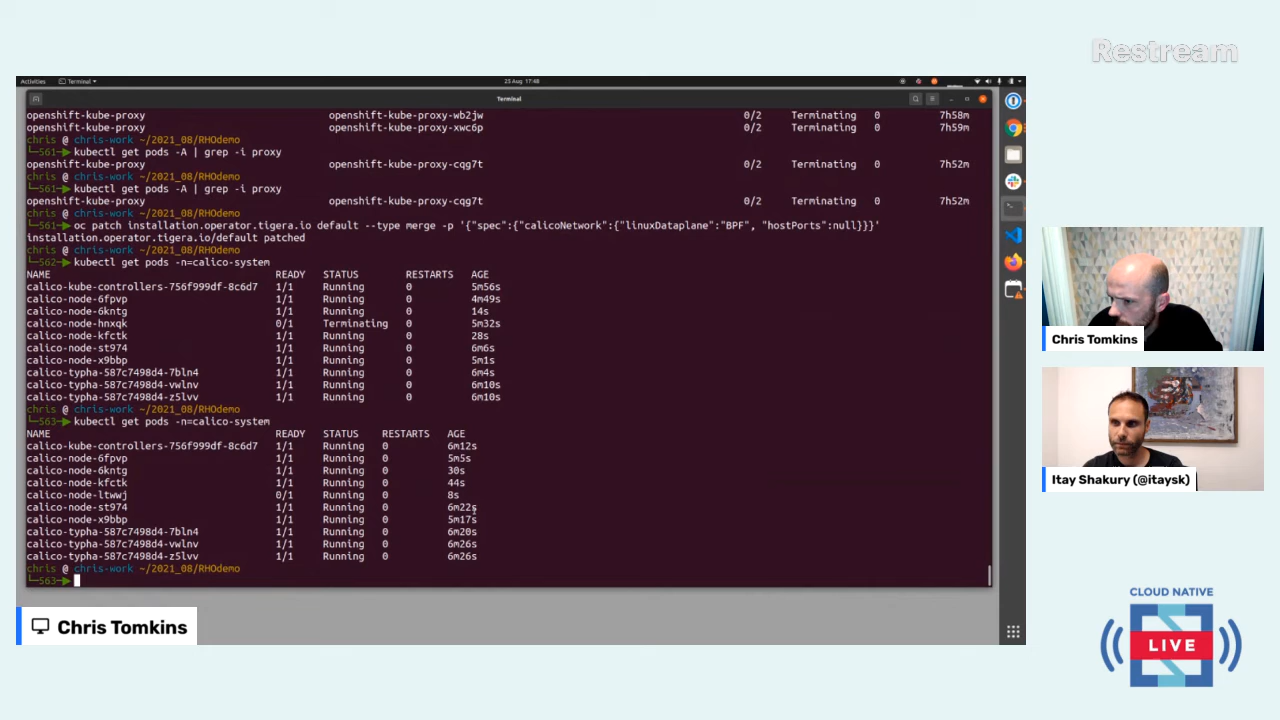 Restream
Activities Terminal 25 Aug 17:48
Terminal
openshift-kube-proxy openshift-kube-proxy-wb2jw 0/2 Terminating 0 7h58m
openshift-kube-proxy openshift-kube-proxy-xwc6p 0/2 Terminating 0 7h59m
chris @ chris-work ~/2021_08/RHOdemo
└─561─▶ kubectl get pods -A | grep -i proxy
openshift-kube-proxy openshift-kube-proxy-cqg7t 0/2 Terminating 0 7h52m
chris @ chris-work ~/2021_08/RHOdemo
└─561─▶ kubectl get pods -A | grep -i proxy
openshift-kube-proxy openshift-kube-proxy-cqg7t 0/2 Terminating 0 7h52m
chris @ chris-work ~/2021_08/RHOdemo
└─561─▶ oc patch installation.operator.tigera.io default --type merge -p '{"spec":{"calicoNetwork":{"linuxDataplane":"BPF", "hostPorts":null}}}'
installation.operator.tigera.io/default patched
chris @ chris-work ~/2021_08/RHOdemo
└─562─▶ kubectl get pods -n=calico-system
NAME READY STATUS RESTARTS AGE
calico-kube-controllers-756f999df-8c6d7 1/1 Running 0 5m56s
calico-node-6fpvp 1/1 Running 0 4m49s
calico-node-6kntg 1/1 Running 0 14s
calico-node-hnxqk 0/1 Terminating 0 5m32s
calico-node-kfctk 1/1 Running 0 28s
calico-node-st974 1/1 Running 0 6m6s
calico-node-x9bbp 1/1 Running 0 5m1s
calico-typha-587c7498d4-7bln4 1/1 Running 0 6m4s
calico-typha-587c7498d4-vwlnv 1/1 Running 0 6m10s
calico-typha-587c7498d4-z5lvv 1/1 Running 0 6m10s
chris @ chris-work ~/2021_08/RHOdemo
└─563─▶ kubectl get pods -n=calico-system
NAME READY STATUS RESTARTS AGE
calico-kube-controllers-756f999df-8c6d7 1/1 Running 0 6m12s
calico-node-6fpvp 1/1 Running 0 5m5s
calico-node-6kntg 1/1 Running 0 30s
calico-node-kfctk 1/1 Running 0 44s
calico-node-ltwwj 0/1 Running 0 8s
calico-node-st974 1/1 Running 0 6m22s
calico-node-x9bbp 1/1 Running 0 5m17s
calico-typha-587c7498d4-7bln4 1/1 Running 0 6m20s
calico-typha-587c7498d4-vwlnv 1/1 Running 0 6m26s
calico-typha-587c7498d4-z5lvv 1/1 Running 0 6m26s
chris @ chris-work ~/2021_08/RHOdemo
└─563─▶
Chris Tomkins
Chris Tomkins
Itay Shakury (@itaysk)
CLOUD NATIVE
LIVE